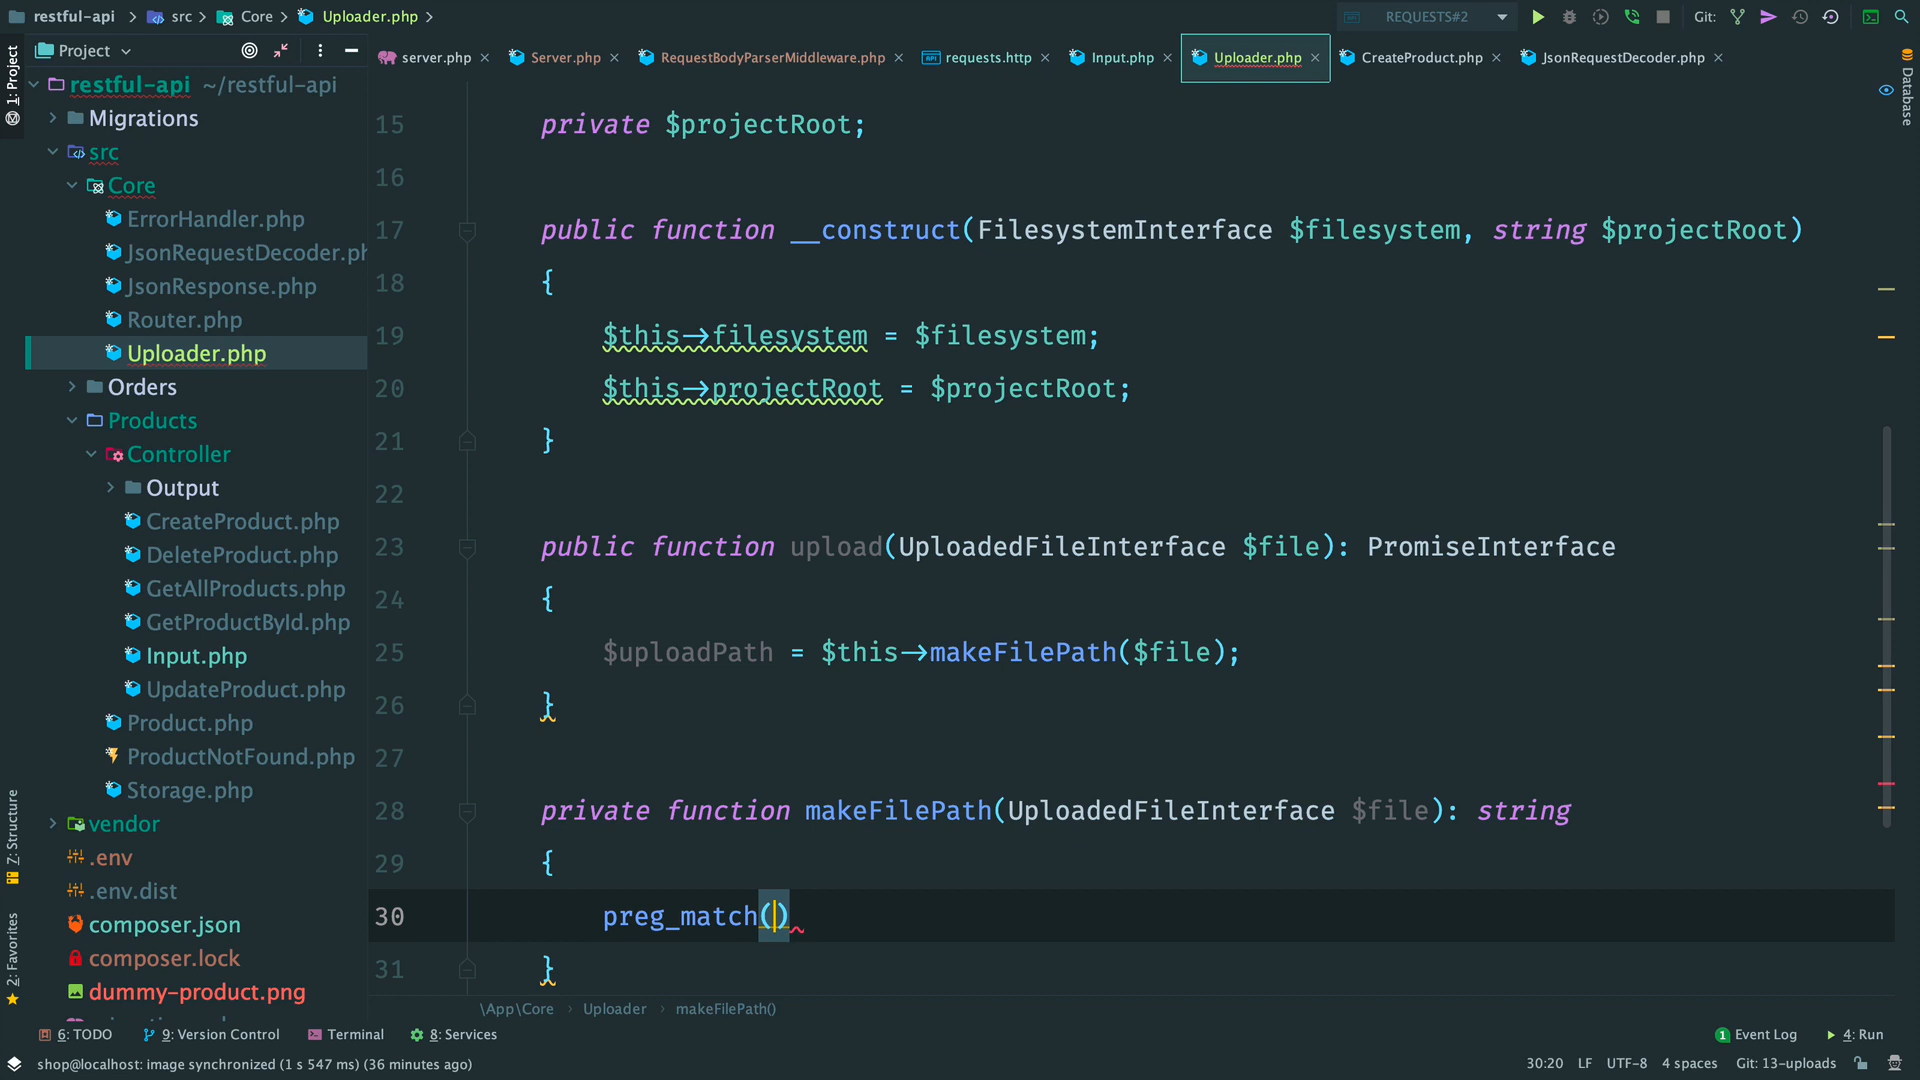 restful-api
src
Core
Uploader.php
REQUESTS#2
Git:
Project
server.php
Server.php
RequestBodyParserMiddleware.php
requests.http
Input.php
Uploader.php
CreateProduct.php
JsonRequestDecoder.php
1: Project
7: Structure
2: Favorites
Database
restful-api ~/restful-api
Migrations
src
Core
ErrorHandler.php
JsonRequestDecoder.ph
JsonResponse.php
Router.php
Uploader.php
Orders
Products
Controller
Output
CreateProduct.php
DeleteProduct.php
GetAllProducts.php
GetProductById.php
Input.php
UpdateProduct.php
Product.php
ProductNotFound.php
Storage.php
vendor
.env
.env.dist
composer.json
composer.lock
dummy-product.png
15 private $projectRoot;
16
17 public function __construct(FilesystemInterface $filesystem, string $projectRoot)
18 {
19 $this->filesystem = $filesystem;
20 $this->projectRoot = $projectRoot;
21 }
22
23 public function upload(UploadedFileInterface $file): PromiseInterface
24 {
25 $uploadPath = $this->makeFilePath($file);
26 }
27
28 private function makeFilePath(UploadedFileInterface $file): string
29 {
30 preg_match()
31 }
\App\Core
Uploader
makeFilePath()
6: TODO
9: Version Control
Terminal
8: Services
1 Event Log
4: Run
shop@localhost: image synchronized (1 s 547 ms) (36 minutes ago)
30:20
LF
UTF-8
4 spaces
Git: 13-uploads